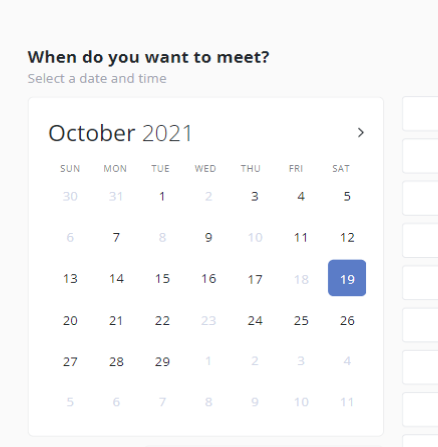 When do you want to meet?
Select a date and time
October 2021 >
SUN MON TUE WED THU FRI SAT
30 31 1 2 3 4 5
6 7 8 9 10 11 12
13 14 15 16 17 18 19
20 21 22 23 24 25 26
27 28 29 1 2 3 4
5 6 7 8 9 10 11